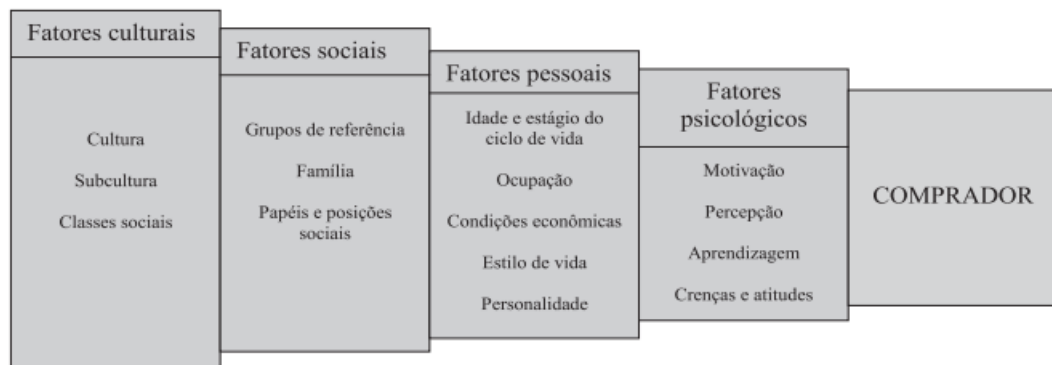 Fatores culturais
Cultura
Subcultura
Classes sociais
Fatores sociais
Grupos de referência
Família
Papéis e posições
sociais
Fatores pessoais
Idade e estágio do
ciclo de vida
Ocupação
Condições econômicas
Estilo de vida
Personalidade
Fatores
psicológicos
Motivação
Percepção
Aprendizagem
Crenças e atitudes
COMPRADOR